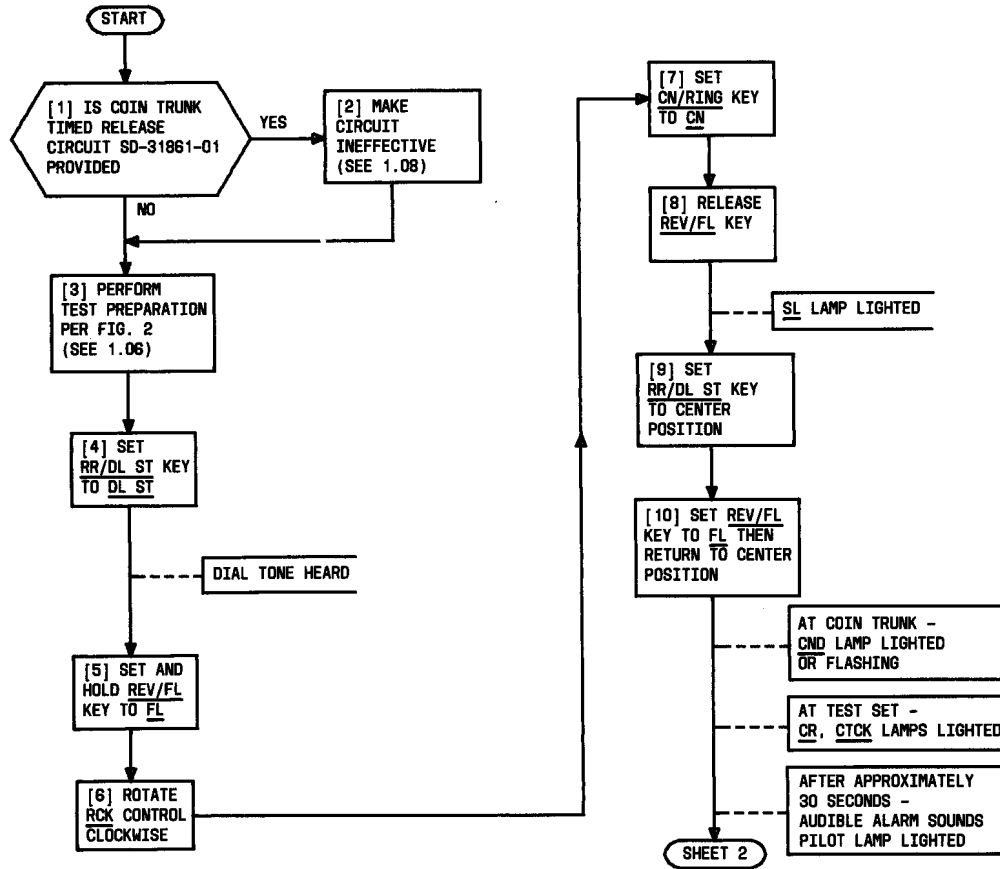 START
[1] IS COIN TRUNK
TIMED RELEASE
CIRCUIT SD-31861-01
PROVIDED
YES
[2] MAKE
CIRCUIT
INEFFECTIVE
(SEE 1.08)
NO
[3] PERFORM
TEST PREPARATION
PER FIG. 2
(SEE 1.06)
[4] SET
RR/DL ST KEY
TO DL ST
DIAL TONE HEARD
[5] SET AND
HOLD REV/FL
KEY TO FL
[6] ROTATE
RCK CONTROL
CLOCKWISE
[7] SET
CN/RING KEY
TO CN
[8] RELEASE
REV/FL KEY
SL LAMP LIGHTED
[9] SET
RR/DL ST KEY
TO CENTER
POSITION
[10] SET REV/FL
KEY TO FL THEN
RETURN TO CENTER
POSITION
AT COIN TRUNK -
CND LAMP LIGHTED
OR FLASHING
AT TEST SET -
CR, CTCK LAMPS LIGHTED
AFTER APPROXIMATELY
30 SECONDS -
AUDIBLE ALARM SOUNDS
PILOT LAMP LIGHTED
SHEET 2